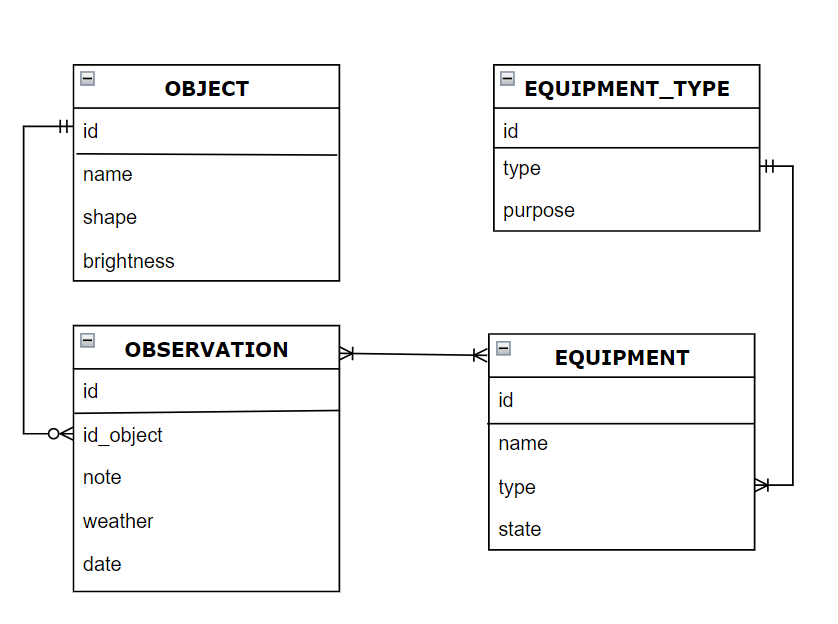 OBJECT
id
name
shape
brightness
EQUIPMENT_TYPE
id
type
purpose
OBSERVATION
id
id_object
note
weather
date
EQUIPMENT
id
name
type
state